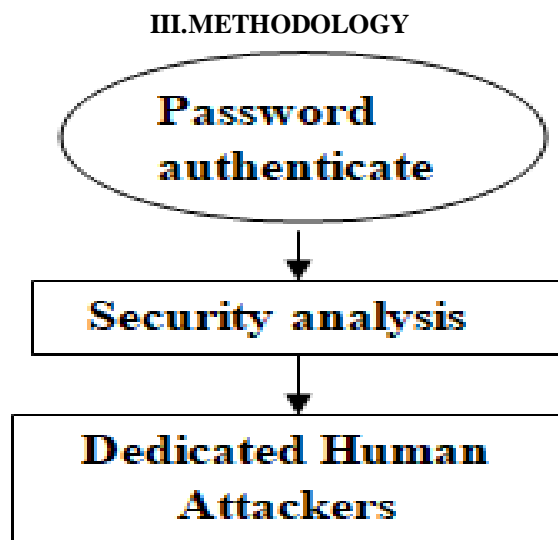 III.METHODOLOGY
Password
authenticate
Security analysis
Dedicated Human
Attackers